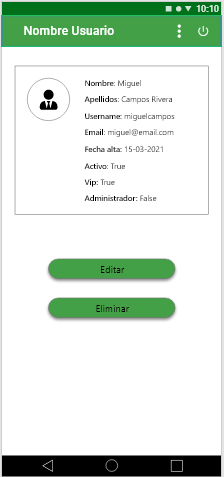 10:10
Nombre Usuario
Nombre: Miguel
Apellidos: Campos Rivera
Username: miguelcampos
Email: miguel@email.com
Fecha alta: 15-03-2021
Activo: True
Vip: True
Administrador: False
Editar
Eliminar